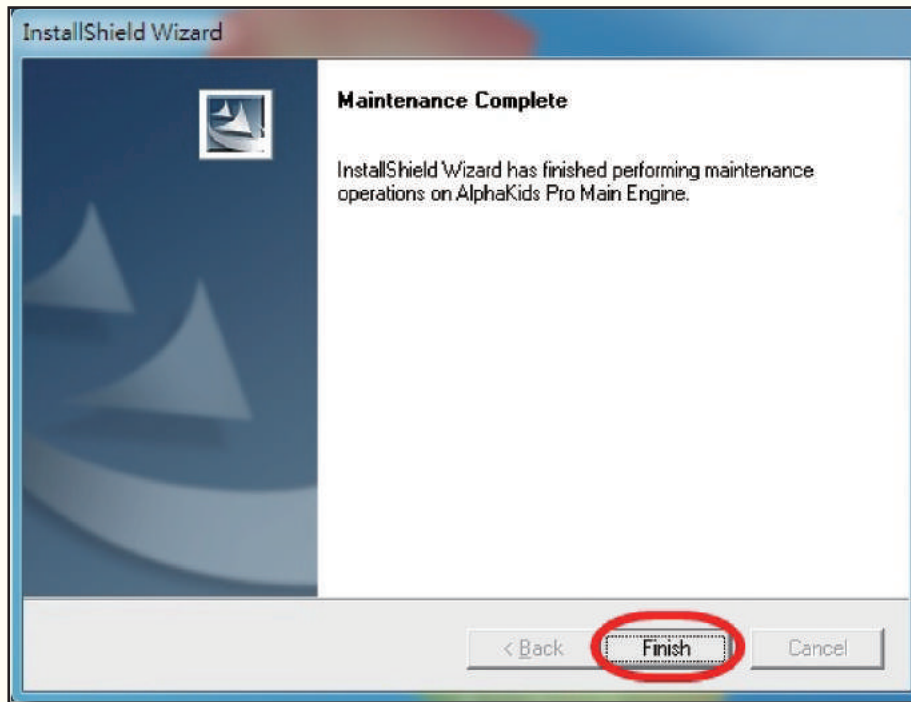 InstallShield Wizard
Maintenance Complete
InstallShield Wizard has finished performing maintenance
operations on AlphaKids Pro Main Engine.
< Back
Finish
Cancel